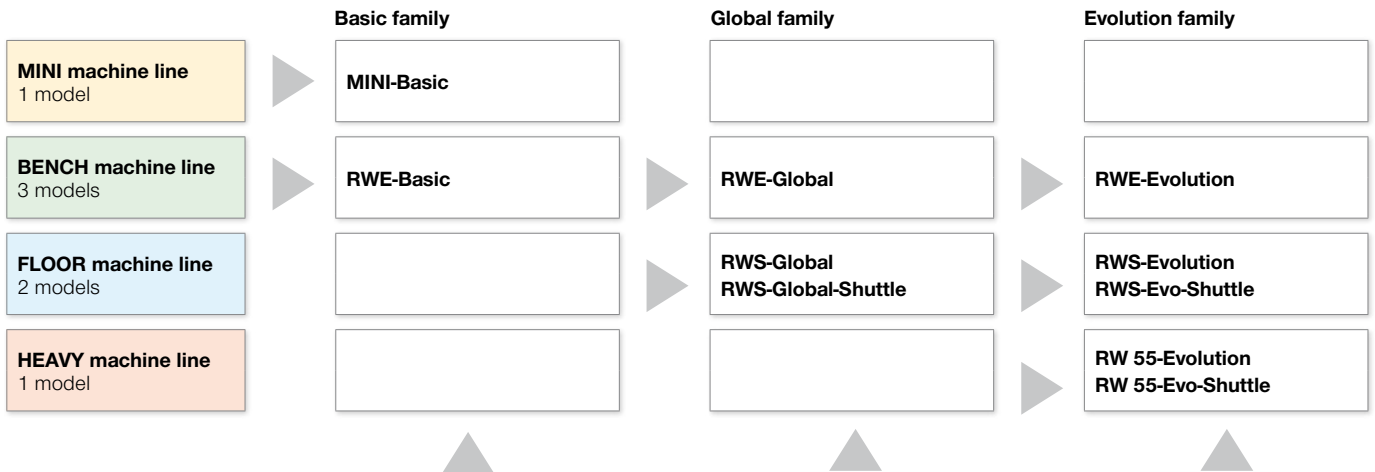 Basic family
Global family
Evolution family
MINI machine line
1 model
MINI-Basic
BENCH machine line
3 models
RWE-Basic
RWE-Global
RWE-Evolution
FLOOR machine line
2 models
RWS-Global
RWS-Global-Shuttle
RWS-Evolution
RWS-Evo-Shuttle
HEAVY machine line
1 model
RW 55-Evolution
RW 55-Evo-Shuttle